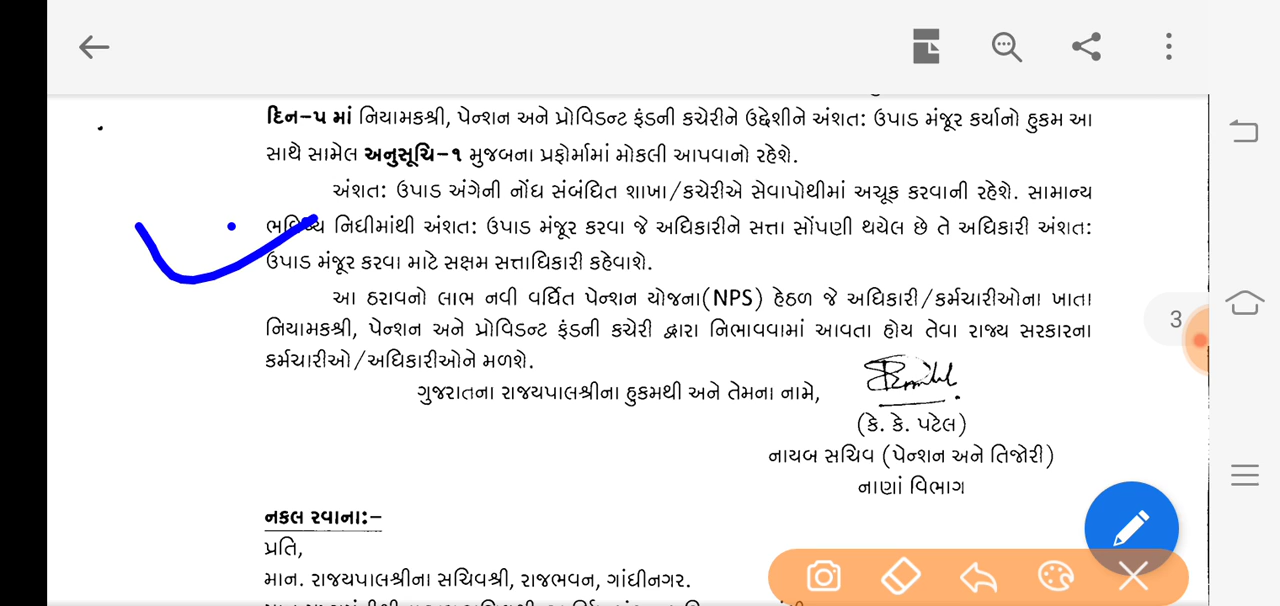 દિન-૫ માં નિયામકશ્રી, પેન્શન અને પ્રોવિડન્ટ ફંડની કચેરીને ઉદ્દેશીને અંશત: ઉપાડ મંજૂર કર્યાનો હુકમ આ
સાથે સામેલ અનુસૂચિ-૧ મુજબના પ્રફોર્મામાં મોકલી આપવાનો રહેશે.
અંશત: ઉપાડ અંગેની નોંધ સંબંધિત શાખા/કચેરીએ સેવાપોથીમાં અચૂક કરવાની રહેશે. સામાન્ય
ભવિષ્ય નિધીમાંથી અંશત: ઉપાડ મંજૂર કરવા જે અધિકારીને સત્તા સોંપણી થયેલ છે તે અધિકારી અંશત:
ઉપાડ મંજૂર કરવા માટે સક્ષમ સત્તાધિકારી કહેવાશે.
આ ઠરાવનો લાભ નવી વર્ધિત પેન્શન યોજના(NPS) હેઠળ જે અધિકારી/કર્મચારીઓના ખાતા
નિયામકશ્રી, પેન્શન અને પ્રોવિડન્ટ ફંડની કચેરી દ્વારા નિભાવવામાં આવતા હોય તેવા રાજ્ય સરકારના
3
કર્મચારીઓ/અધિકારીઓને મળશે.
ગુજરાતના રાજયપાલશ્રીના હુકમથી અને તેમના નામે,
(કે. કે. પટેલ)
નાયબ સચિવ (પેન્શન અને તિજોરી)
નાણાં વિભાગ
નકલ રવાના:-
પ્રતિ,
માન. રાજયપાલશ્રીના સચિવશ્રી, રાજભવન, ગાંધીનગર.